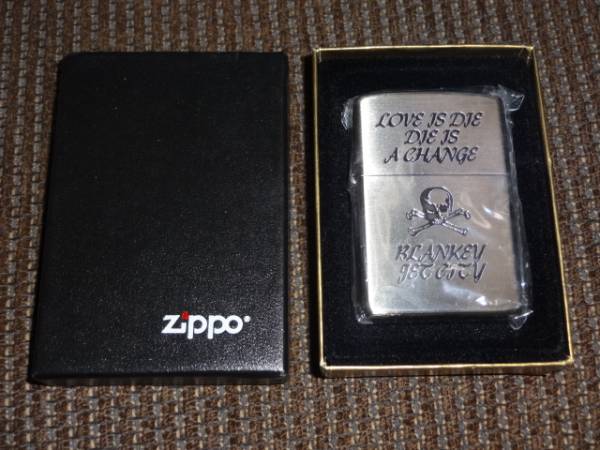 zippo
LOVE IS DIE
DIE IS
A CHANGE
BLANKEY
JET CITY